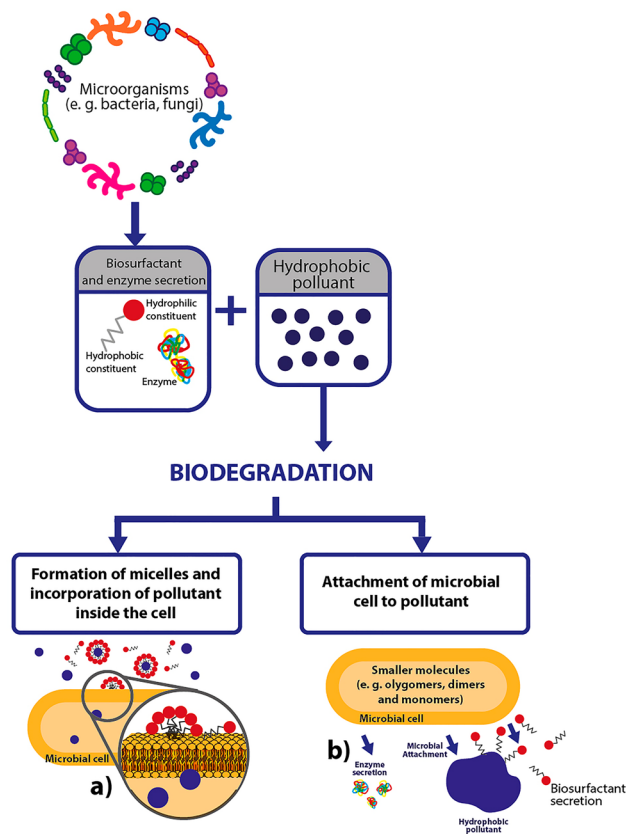 Microorganisms
(e. g. bacteria, fungi)
Biosurfactant
and enzyme secretion
Hydrophilic
constituent
Hydrophobic
constituent
Enzyme
+
Hydrophobic
polluant
BIODEGRADATION
Formation of micelles and
incorporation of pollutant
inside the cell
Attachment of microbial
cell to pollutant
Microbial cell
a)
Smaller molecules
(e. g. olygomers, dimers
and monomers)
Microbial cell
b)
Enzyme
secretion
Microbial
Attachment
Biosurfactant
secretion
Hydrophobic
pollutant